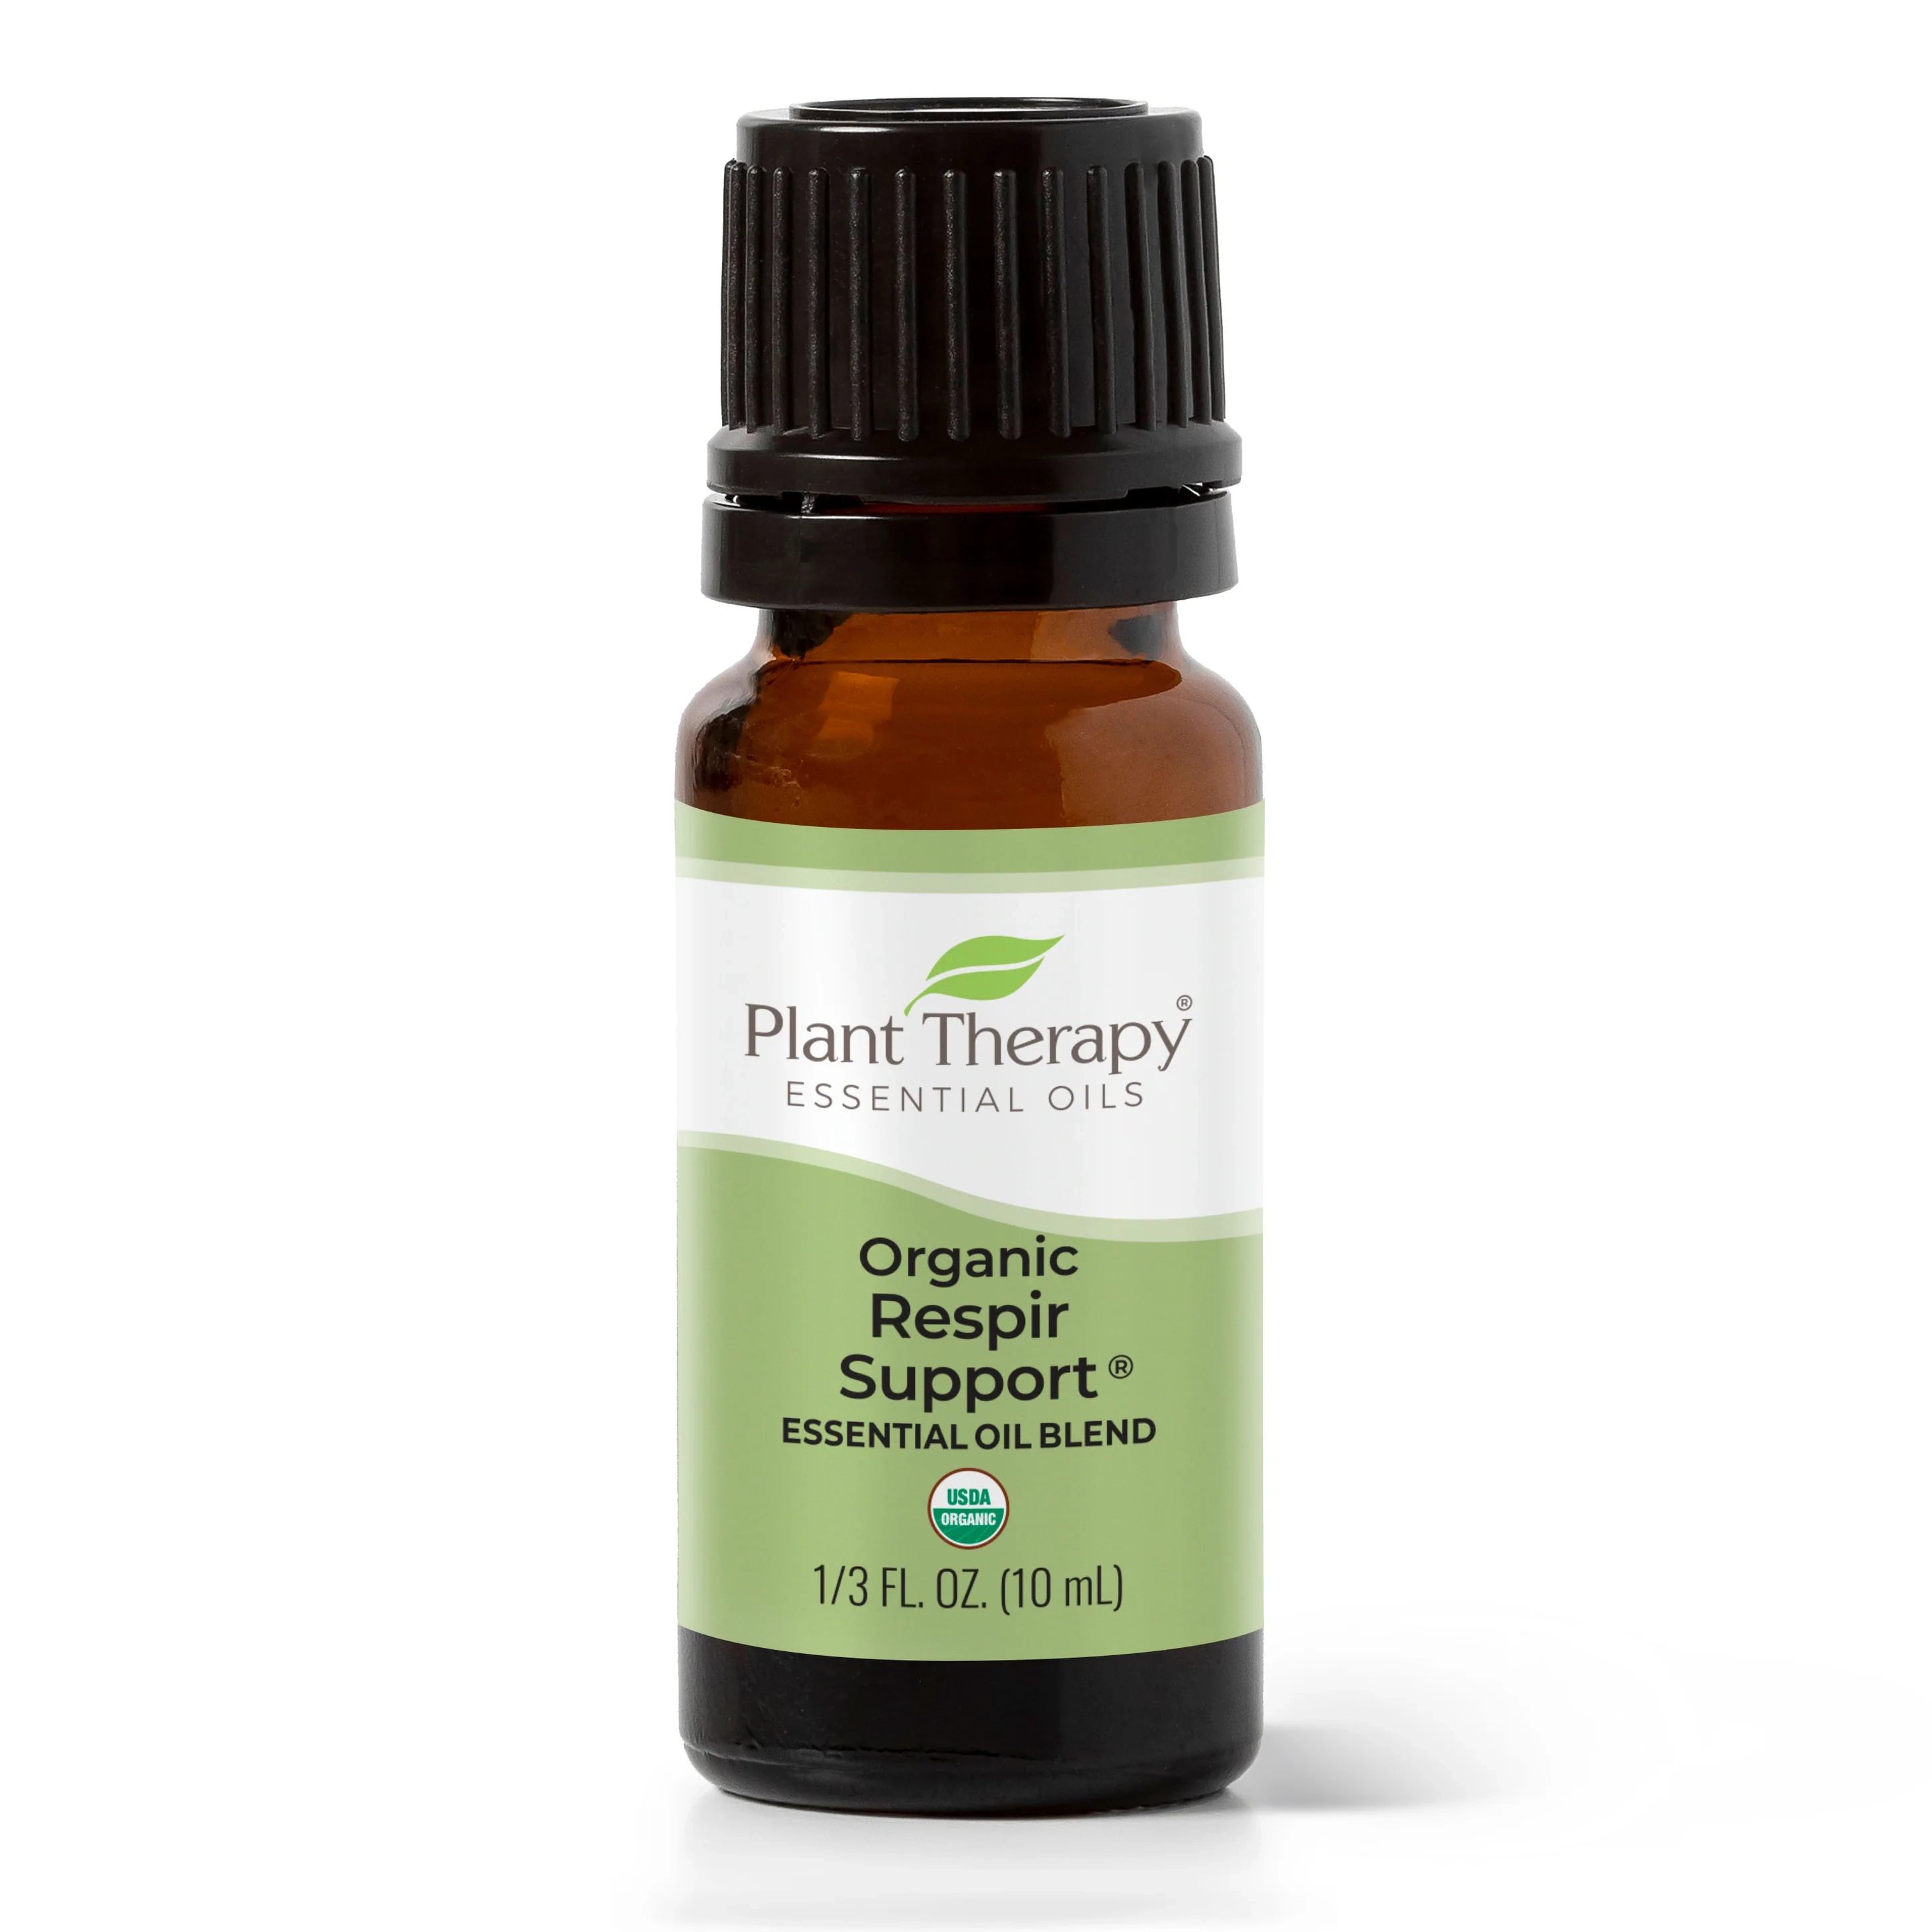 Plant Therapy®
ESSENTIAL OILS
Organic
Respir
Support®
ESSENTIAL OIL BLEND
USDA
ORGANIC
1/3 FL. OZ. (10 mL)